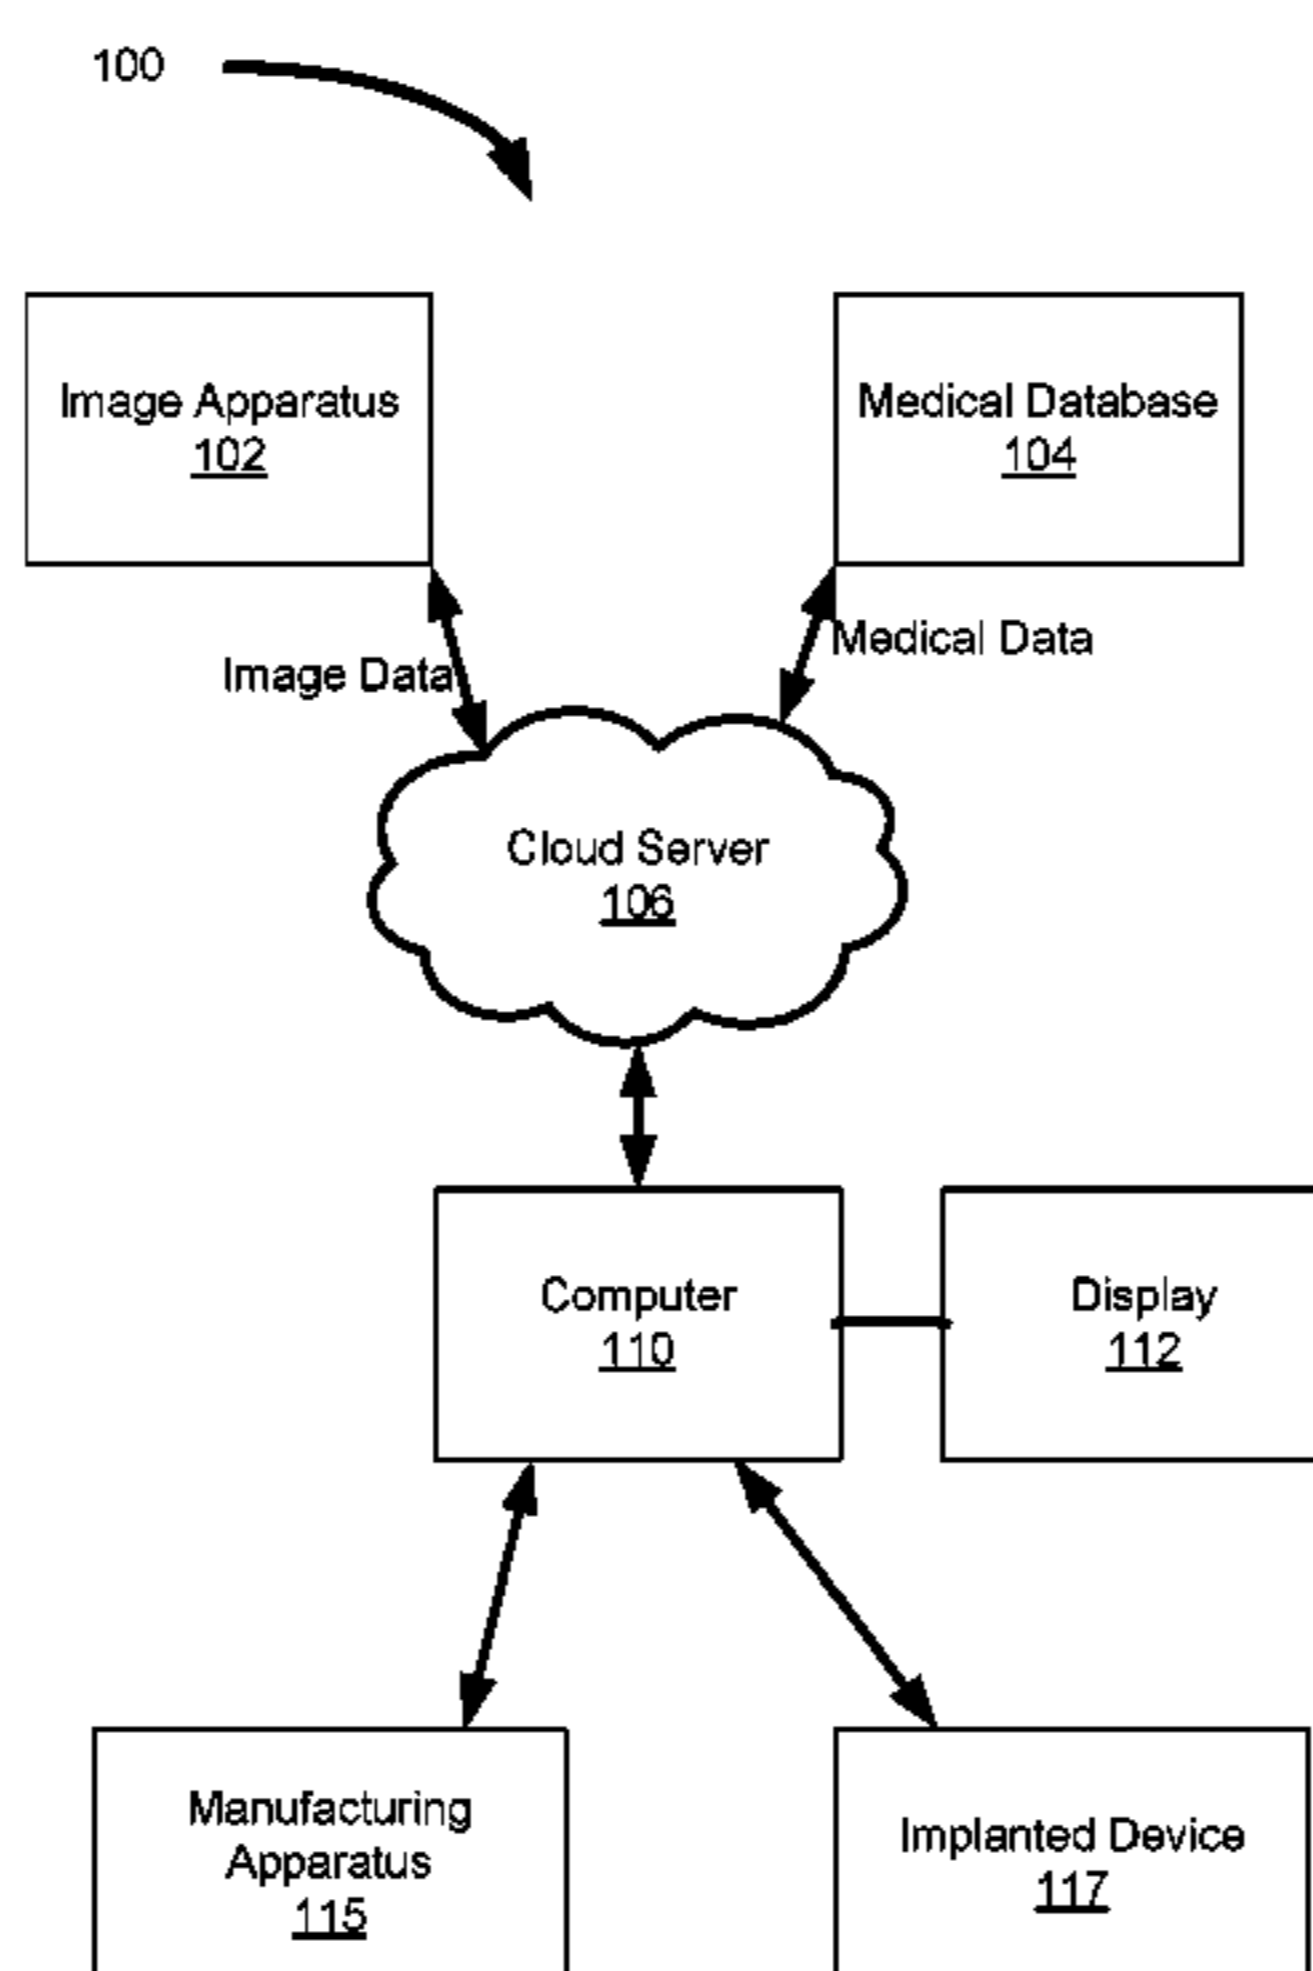 100
Image Apparatus
102
Medical Database
104
Image Data
Medical Data
Cloud Server
106
Computer
110
Display
112
Manufacturing
Apparatus
115
Implanted Device
117